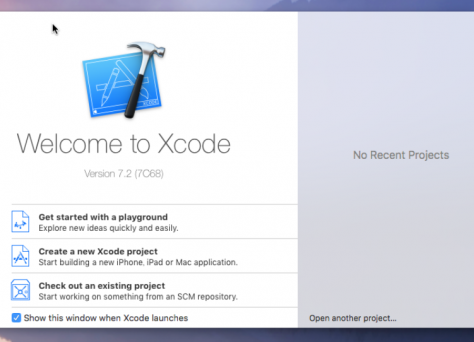 Welcome to Xcode
Version 7.2 (7C68)
Get started with a playground
Explore new ideas quickly and easily.
Create a new Xcode project
Start building a new iPhone, iPad or Mac application.
Check out an existing project
Start working on something from an SCM repository.
Show this window when Xcode launches
No Recent Projects
Open another project...